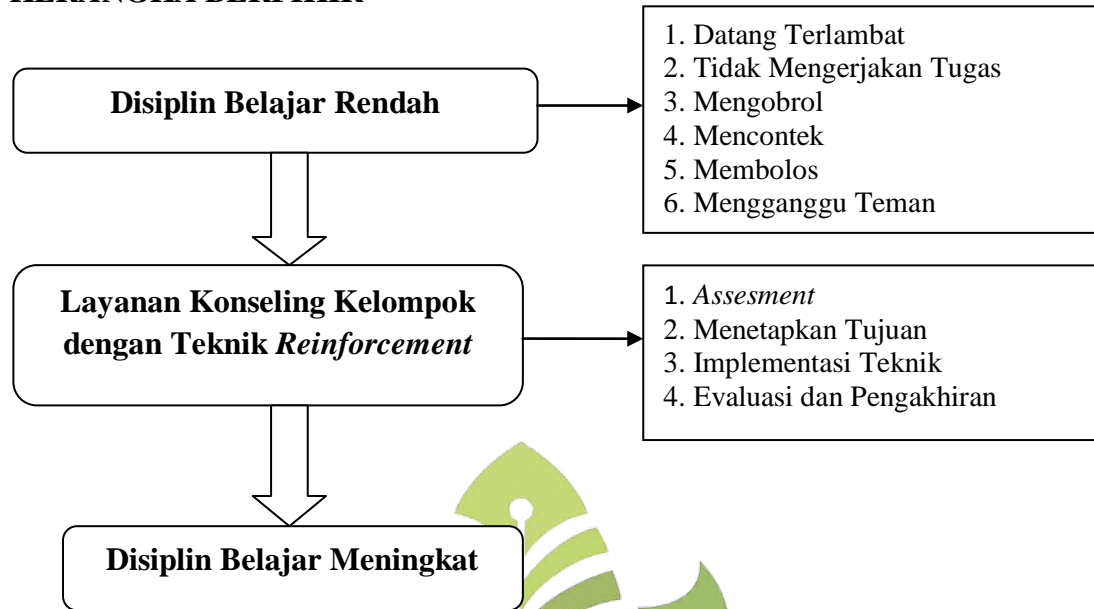 Disiplin Belajar Rendah
1. Datang Terlambat
2. Tidak Mengerjakan Tugas
3. Mengobrol
4. Mencontek
5. Membolos
6. Mengganggu Teman
Layanan Konseling Kelompok
dengan Teknik Reinforcement
1. Assesment
2. Menetapkan Tujuan
3. Implementasi Teknik
4. Evaluasi dan Pengakhiran
Disiplin Belajar Meningkat